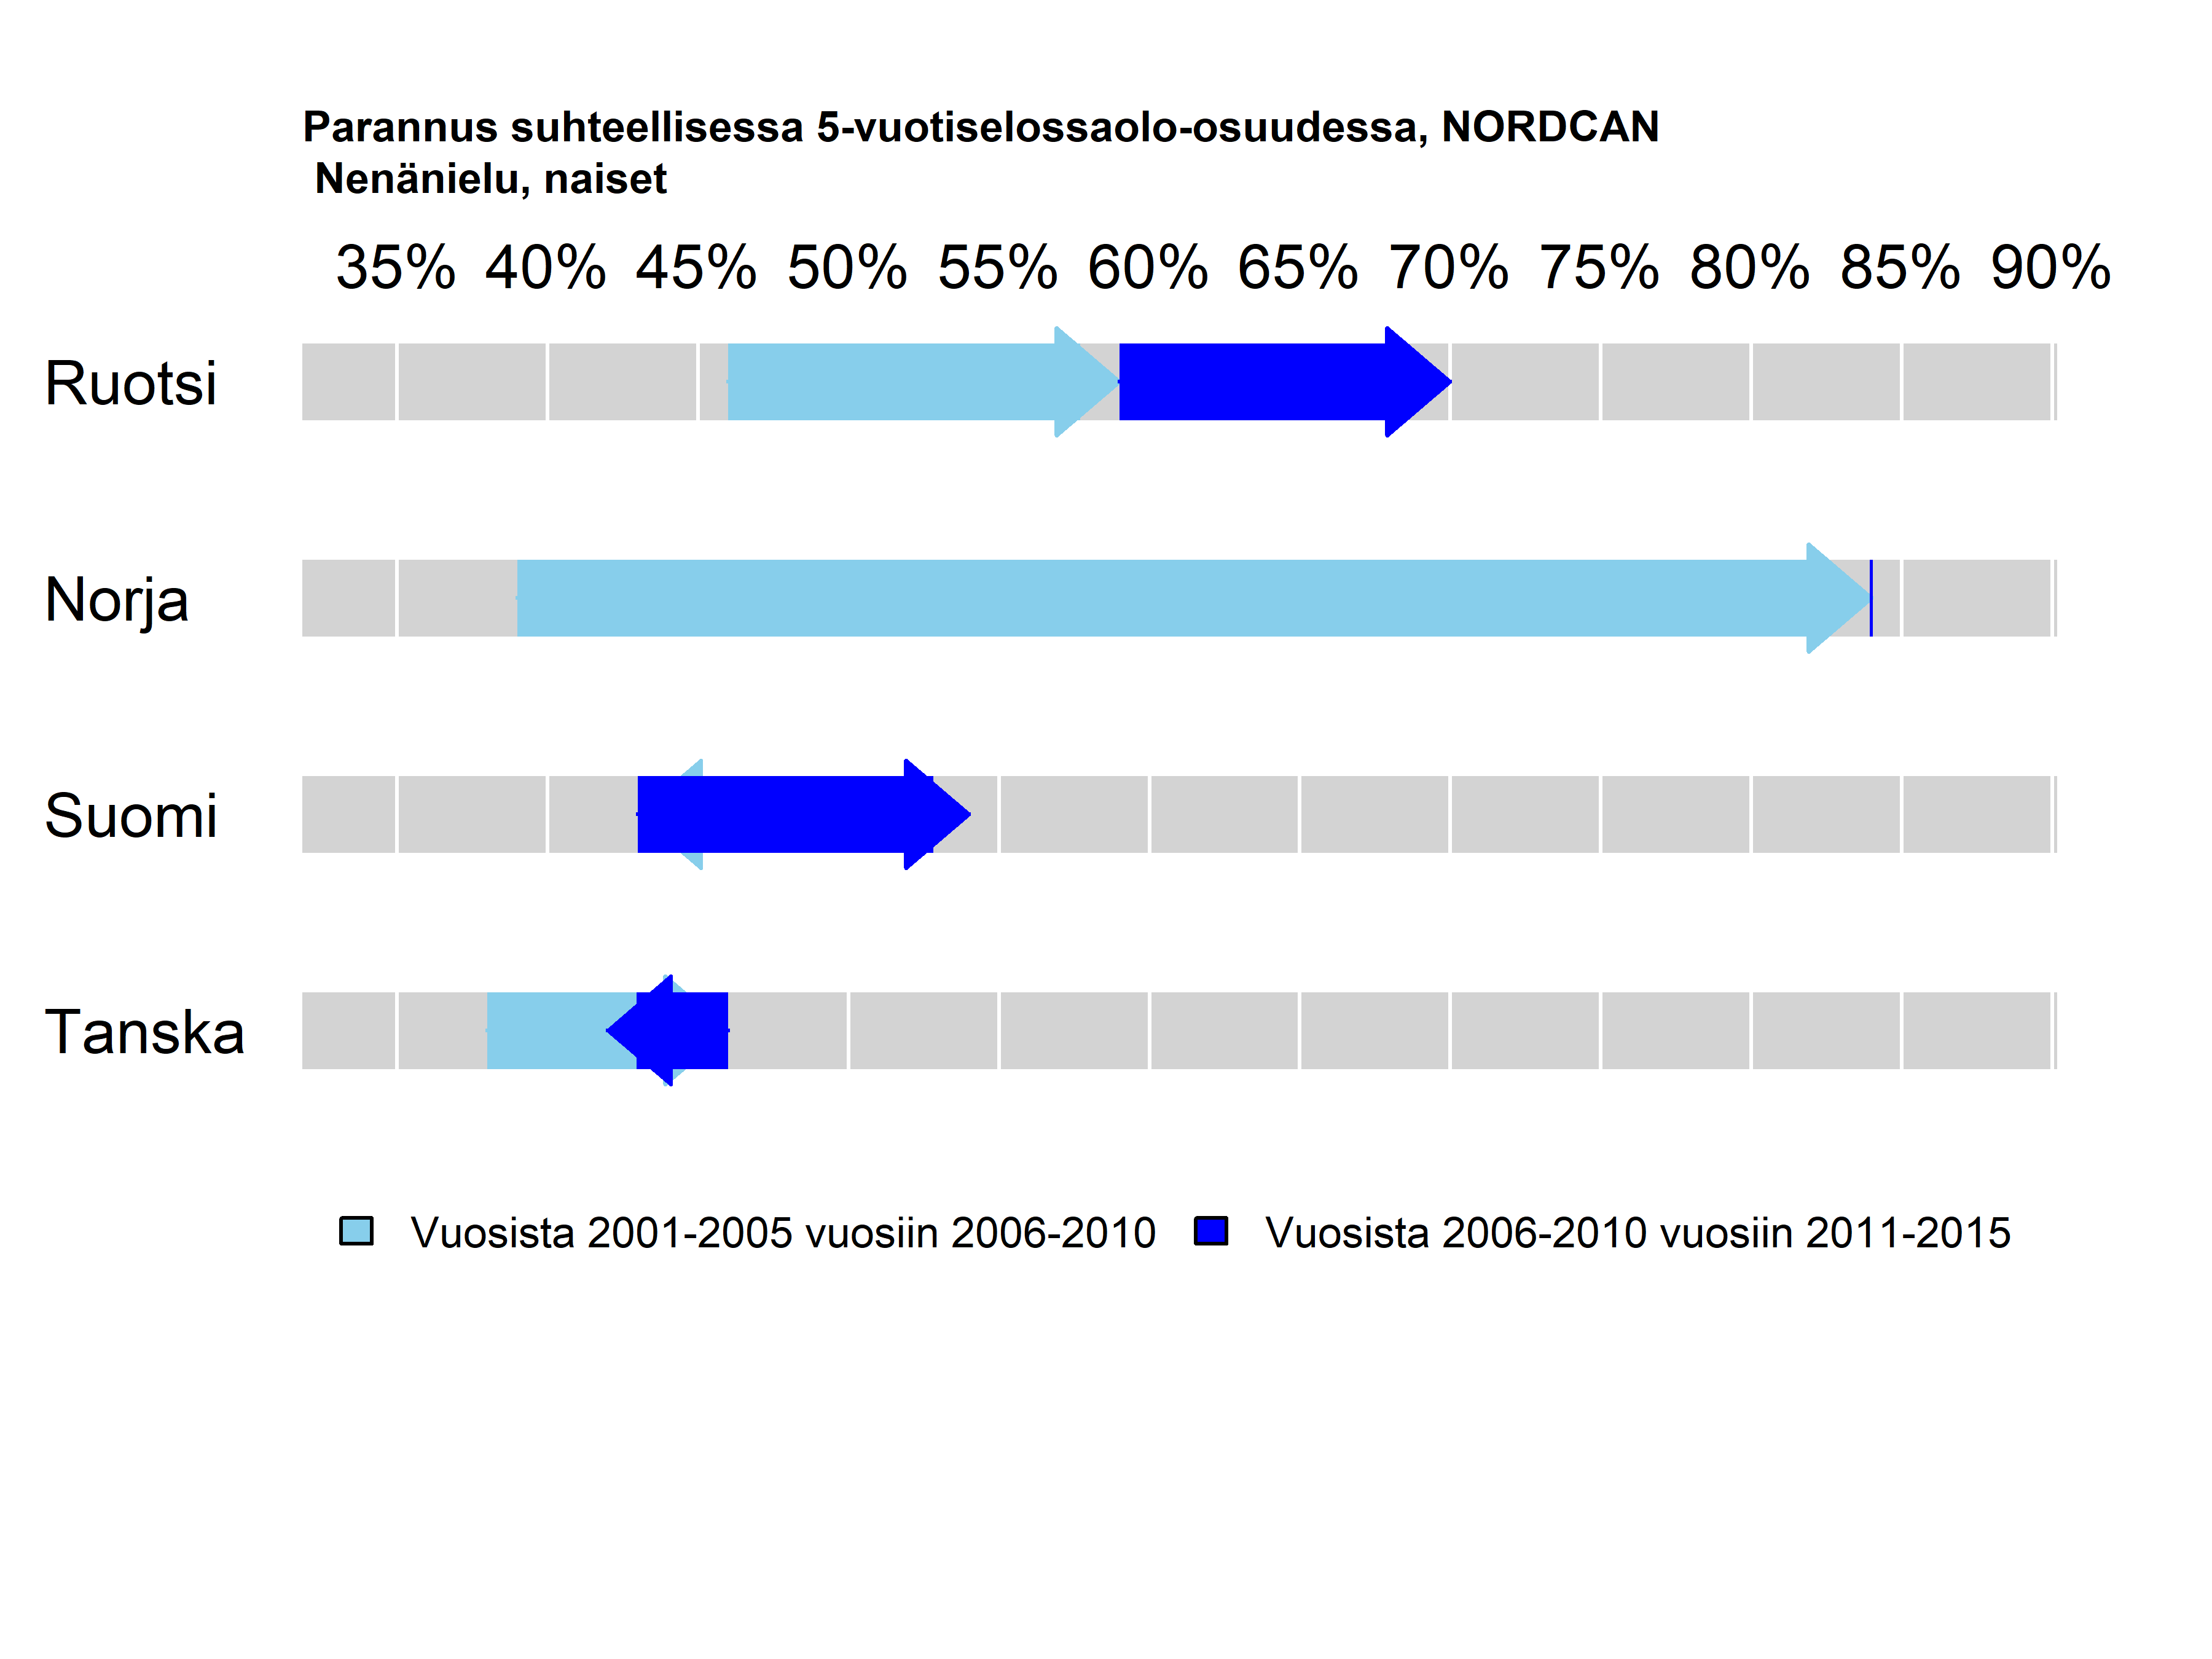 Parannus suhteellisessa 5-vuotiselossaolo-osuudessa, NORDCAN
Nenänielu, naiset
35% 40% 45% 50% 55% 60% 65% 70% 75% 80% 85% 90%
Ruotsi
Norja
Suomi
Tanska
Vuosista 2001-2005 vuosiin 2006-2010 Vuosista 2006-2010 vuosiin 2011-2015